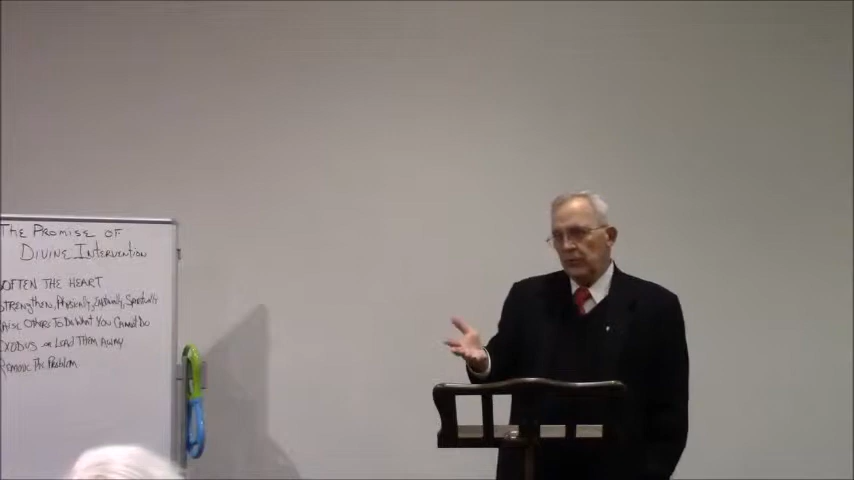 The Promise of
Divine Intervention
OFTEN THE HEART
Strengthen, Physically, Emotionally, Spiritually
Raise Others To Do What You Cannot Do
EXODUS or Lead Them Away
Remove The Problem